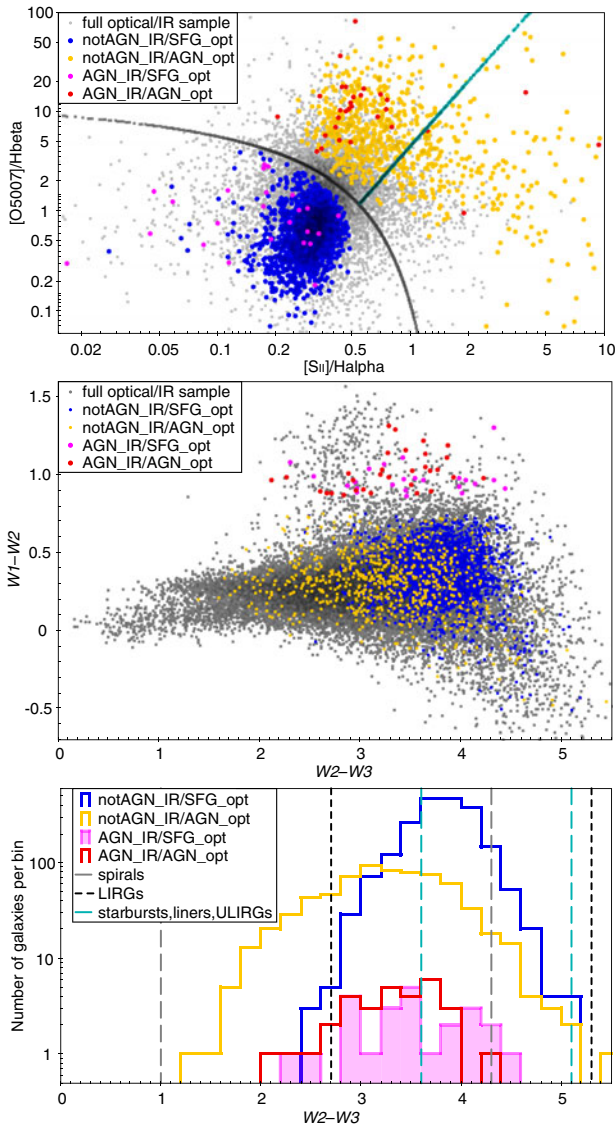 100
50
20
10
5
2
1
0.5
0.2
0.1
[O5007]/Hbeta
full optical/IR sample
notAGN_IR/SFG_opt
notAGN_IR/AGN_opt
AGN_IR/SFG_opt
AGN_IR/AGN_opt
0.02 0.05 0.1 0.2 0.5 1 2 5 10
[SII]/Halpha
1.5
1.0
0.5
0
-0.5
W1–W2
full optical/IR sample
notAGN_IR/SFG_opt
notAGN_IR/AGN_opt
AGN_IR/SFG_opt
AGN_IR/AGN_opt
0 1 2 3 4 5
W2–W3
100
10
1
Number of galaxies per bin
notAGN_IR/SFG_opt
notAGN_IR/AGN_opt
AGN_IR/SFG_opt
AGN_IR/AGN_opt
spirals
LIRGs
starbursts,liners,ULIRGs
0 1 2 3 4 5
W2–W3